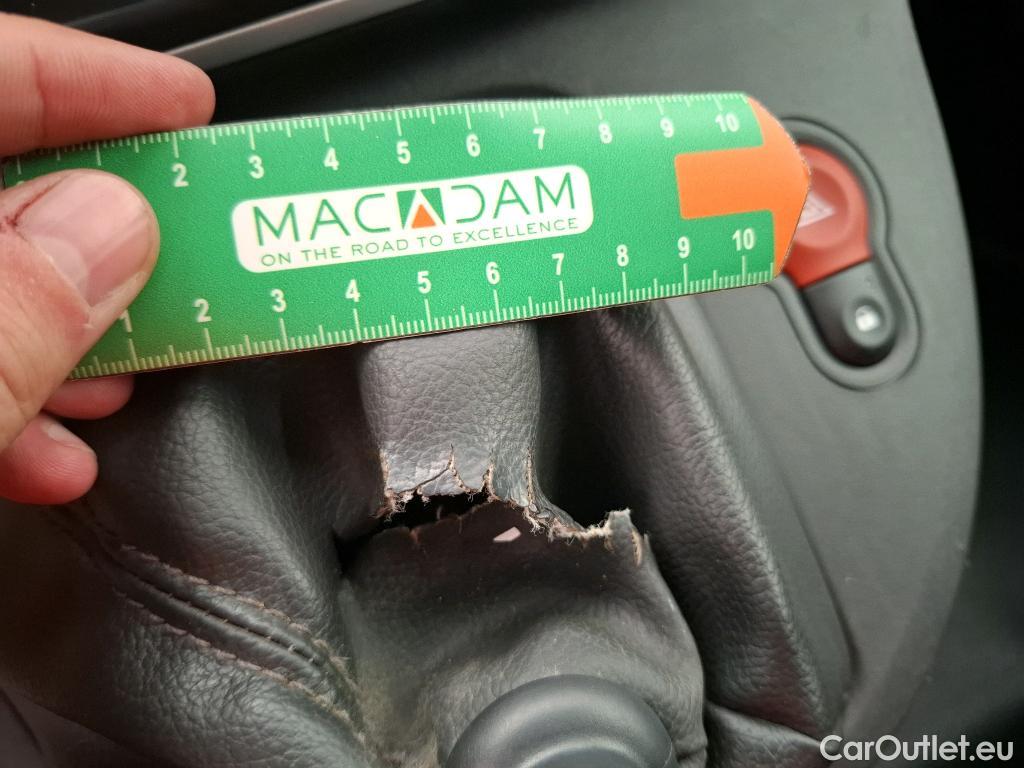 2 3 4 5 6 7 8 9 10
MACADAM
ON THE ROAD TO EXCELLENCE
1 2 3 4 5 6 7 8 9 10
CarOutlet.eu